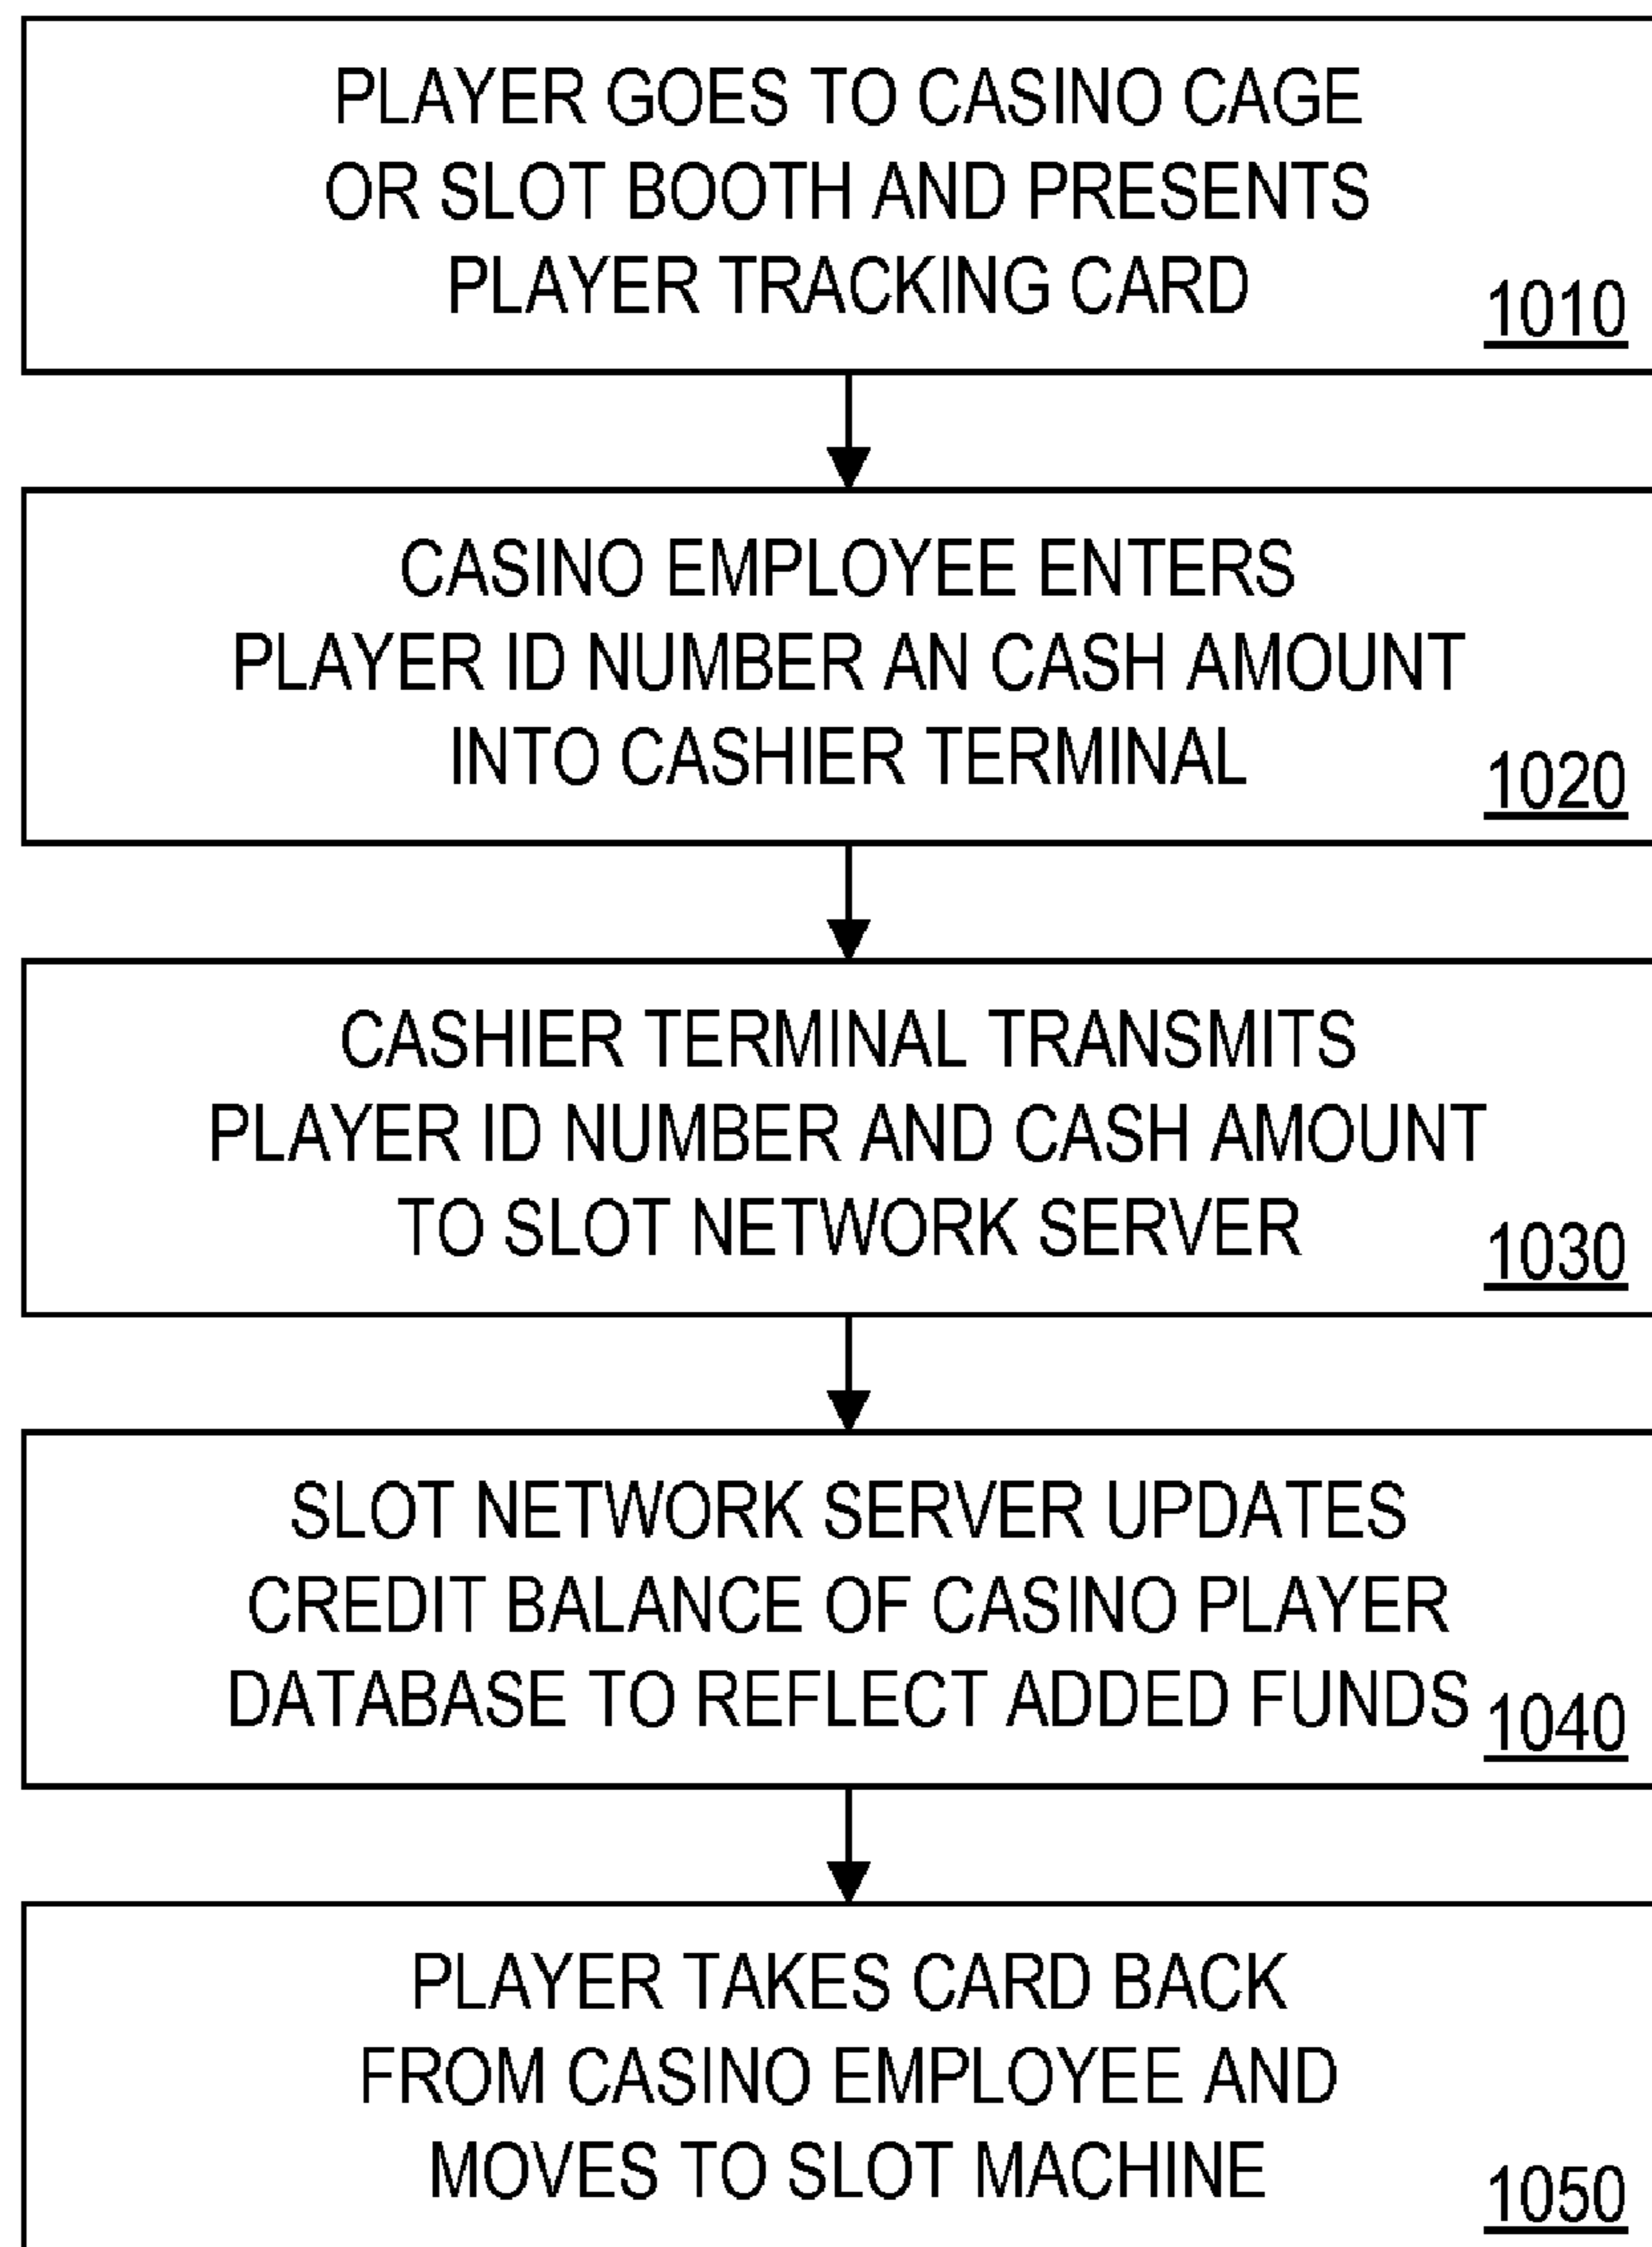 PLAYER GOES TO CASINO CAGE
OR SLOT BOOTH AND PRESENTS
PLAYER TRACKING CARD
1010
CASINO EMPLOYEE ENTERS
PLAYER ID NUMBER AN CASH AMOUNT
INTO CASHIER TERMINAL
1020
CASHIER TERMINAL TRANSMITS
PLAYER ID NUMBER AND CASH AMOUNT
TO SLOT NETWORK SERVER
1030
SLOT NETWORK SERVER UPDATES
CREDIT BALANCE OF CASINO PLAYER
DATABASE TO REFLECT ADDED FUNDS
1040
PLAYER TAKES CARD BACK
FROM CASINO EMPLOYEE AND
MOVES TO SLOT MACHINE
1050